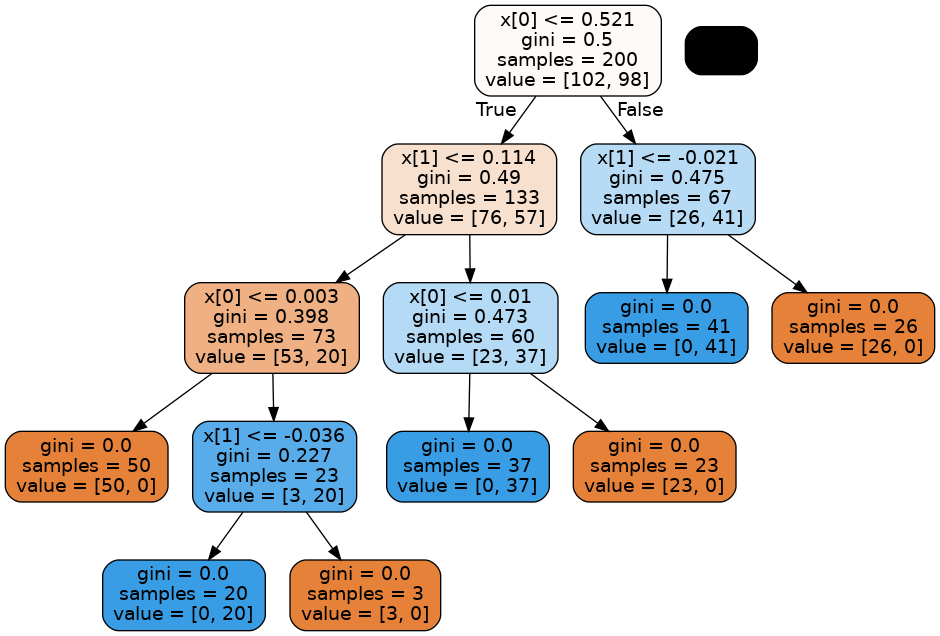 x[0] <= 0.521
gini = 0.5
samples = 200
value = [102, 98]
True
False
x[1] <= 0.114
gini = 0.49
samples = 133
value = [76, 57]
x[1] <= -0.021
gini = 0.475
samples = 67
value = [26, 41]
x[0] <= 0.003
gini = 0.398
samples = 73
value = [53, 20]
x[0] <= 0.01
gini = 0.473
samples = 60
value = [23, 37]
gini = 0.0
samples = 41
value = [0, 41]
gini = 0.0
samples = 26
value = [26, 0]
gini = 0.0
samples = 50
value = [50, 0]
x[1] <= -0.036
gini = 0.227
samples = 23
value = [3, 20]
gini = 0.0
samples = 37
value = [0, 37]
gini = 0.0
samples = 23
value = [23, 0]
gini = 0.0
samples = 20
value = [0, 20]
gini = 0.0
samples = 3
value = [3, 0]